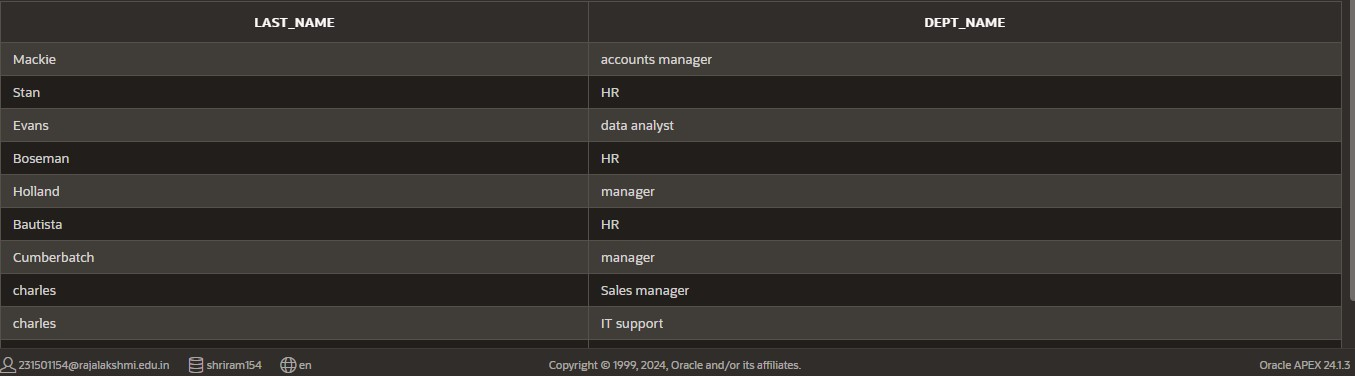 LAST_NAME DEPT_NAME
Mackie accounts manager
Stan HR
Evans data analyst
Boseman HR
Holland manager
Bautista HR
Cumberbatch manager
charles Sales manager
charles IT support
231501154@rajalakshmi.edu.in shriram154 en Copyright © 1999, 2024, Oracle and/or its affiliates. Oracle APEX 24.1.3